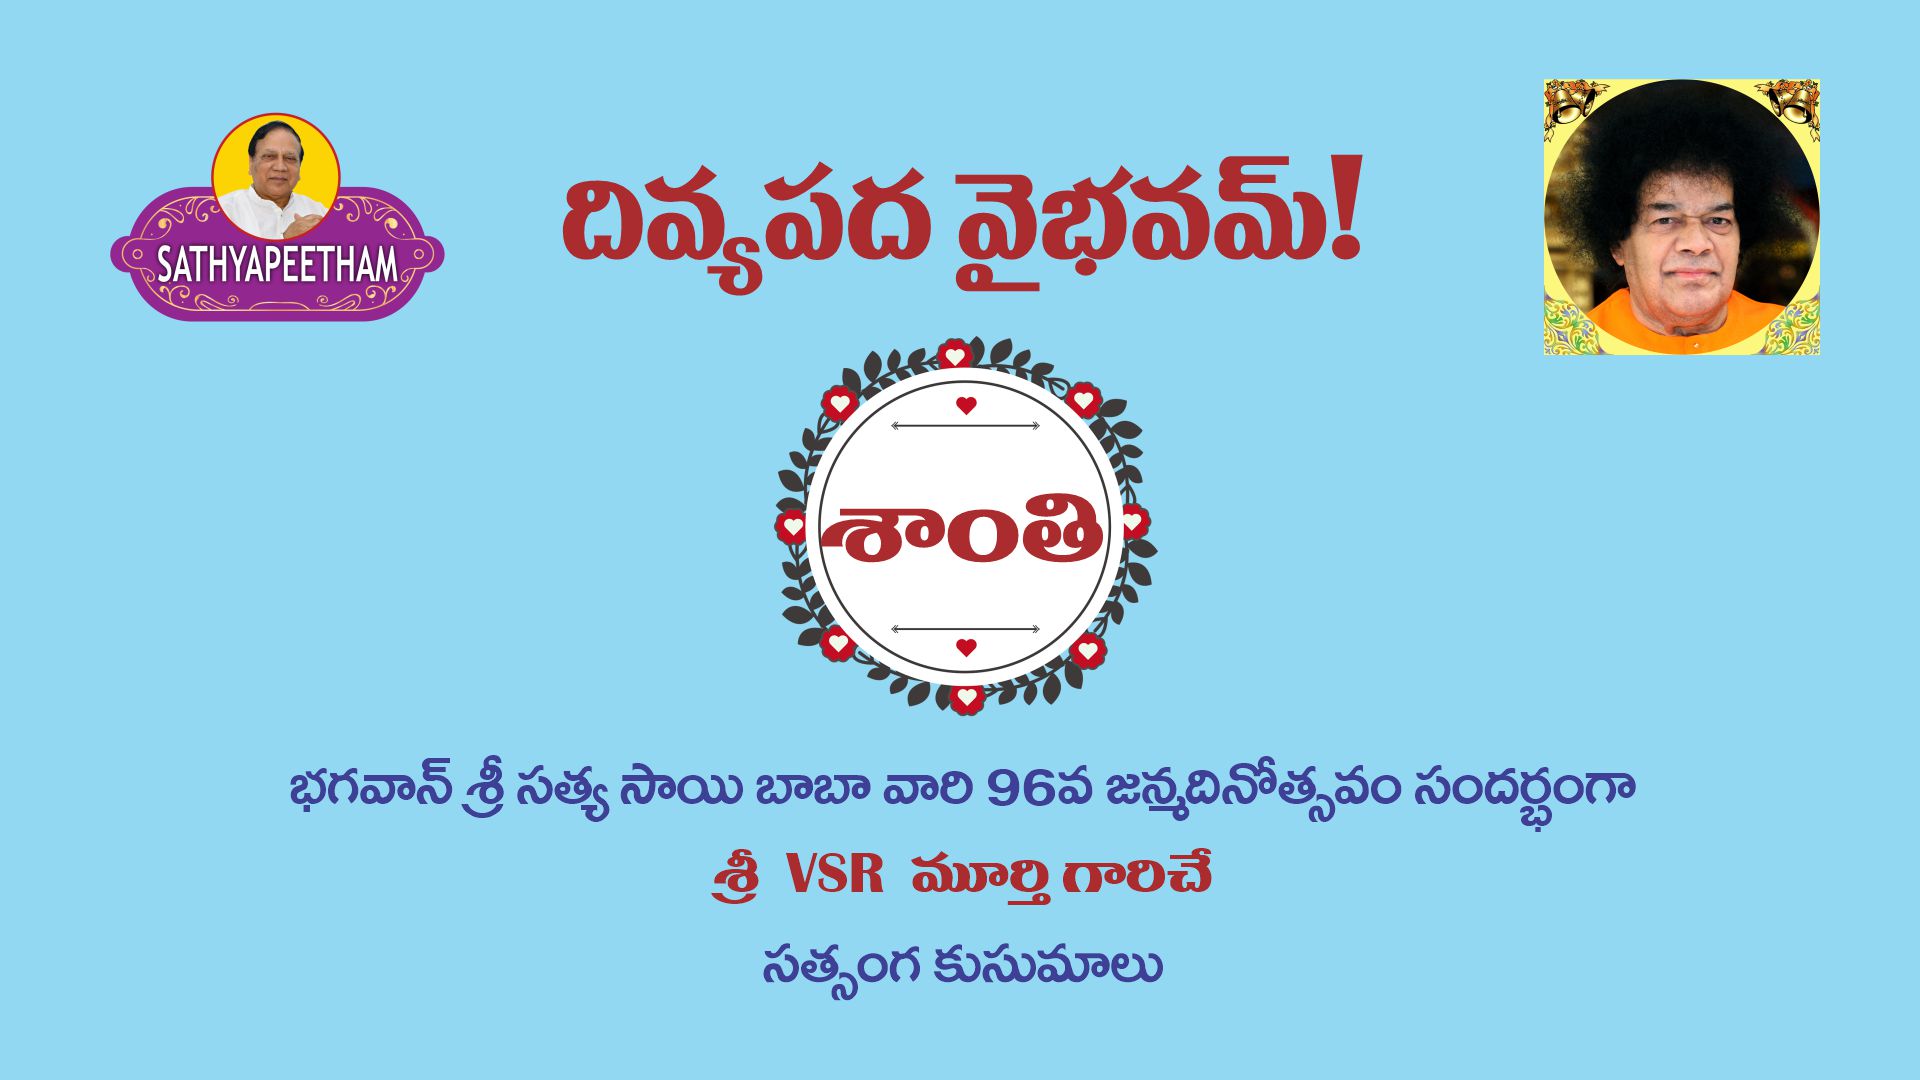 SATHYAPEETHAM
దివ్యపద వైభవమ్!
శాంతి
భగవాన్ శ్రీ సత్య సాయి బాబా వారి 96వ జన్మదినోత్సవం సందర్భంగా
శ్రీ VSR మూర్తి గారిచే
సత్సంగ కుసుమాలు